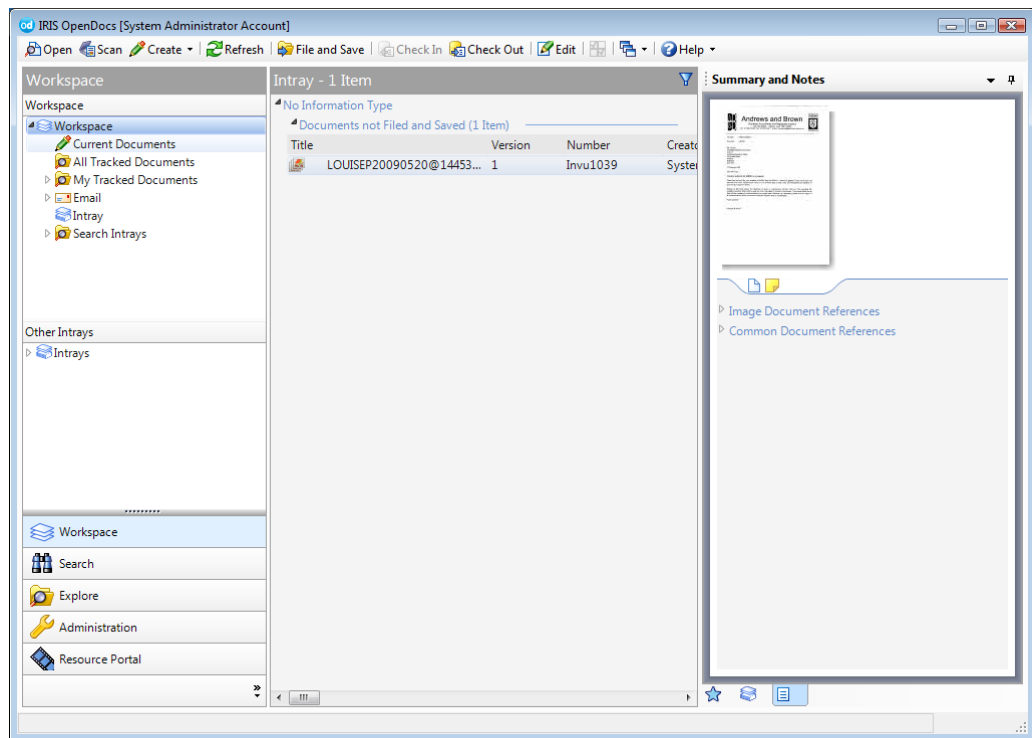 IRIS OpenDocs [System Administrator Account]
Open Scan Create Refresh File and Save Check In Check Out Edit Help
Workspace
Workspace
Workspace
Current Documents
All Tracked Documents
My Tracked Documents
Email
Intray
Search Intrays
Other Intrays
Intrays
Workspace
Search
Explore
Administration
Resource Portal
Intray - 1 Item
No Information Type
Documents not Filed and Saved (1 Item)
Title Version Number Creato
LOUISEP20090520@14453... 1 Invu1039 Syster
Summary and Notes
Andrews and Brown
Image Document References
Common Document References